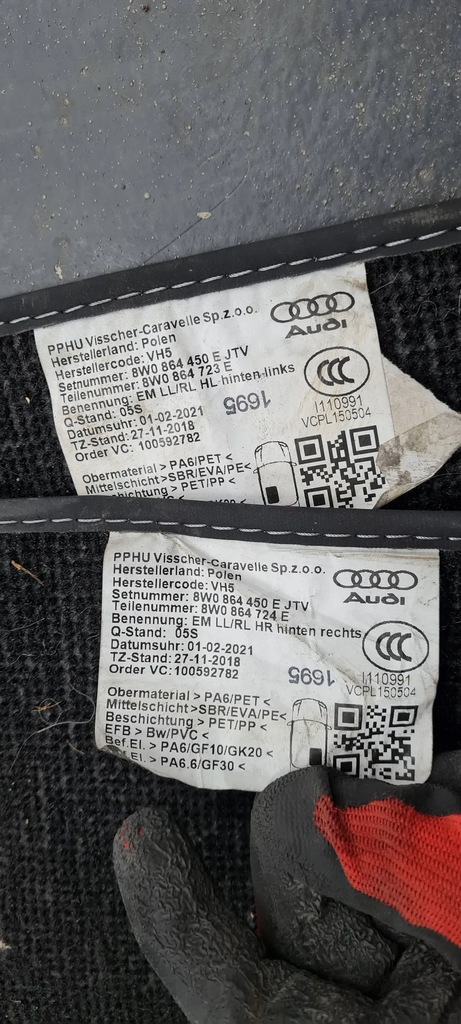 PPHU Visscher-Caravelle Sp.z.o.o.
Herstellerland: Polen
Herstellercode: VH5
Setnummer: 8W0 864 450 E JTV
Teilenummer: 8W0 864 723 E
Benennung: EM LL/RL HL hinten links
Q-Stand: 05S
Datumsuhr: 01-02-2021
TZ-Stand: 27-11-2018
Order VC: 100592782
1695
Audi
CCC
I110991
VCPL150504
Obermaterial > PA6/PET <
Mittelschicht >SBR/EVA/PE<
schichtung > PET/PP <
PPHU Visscher-Caravelle Sp.z.o.o.
Herstellerland: Polen
Herstellercode: VH5
Setnummer: 8W0 864 450 E JTV
Teilenummer: 8W0 864 724 E
Benennung: EM LL/RL HR hinten rechts
Q-Stand: 05S
Datumsuhr: 01-02-2021
TZ-Stand: 27-11-2018
Order VC: 100592782
1695
Audi
CCC
I110991
VCPL150504
Obermaterial > PA6/PET <
Mittelschicht >SBR/EVA/PE<
Beschichtung > PET/PP <
EFB > Bw/PVC <
Bef.El. > PA6/GF10/GK20 <
El. > PA6.6/GF30 <